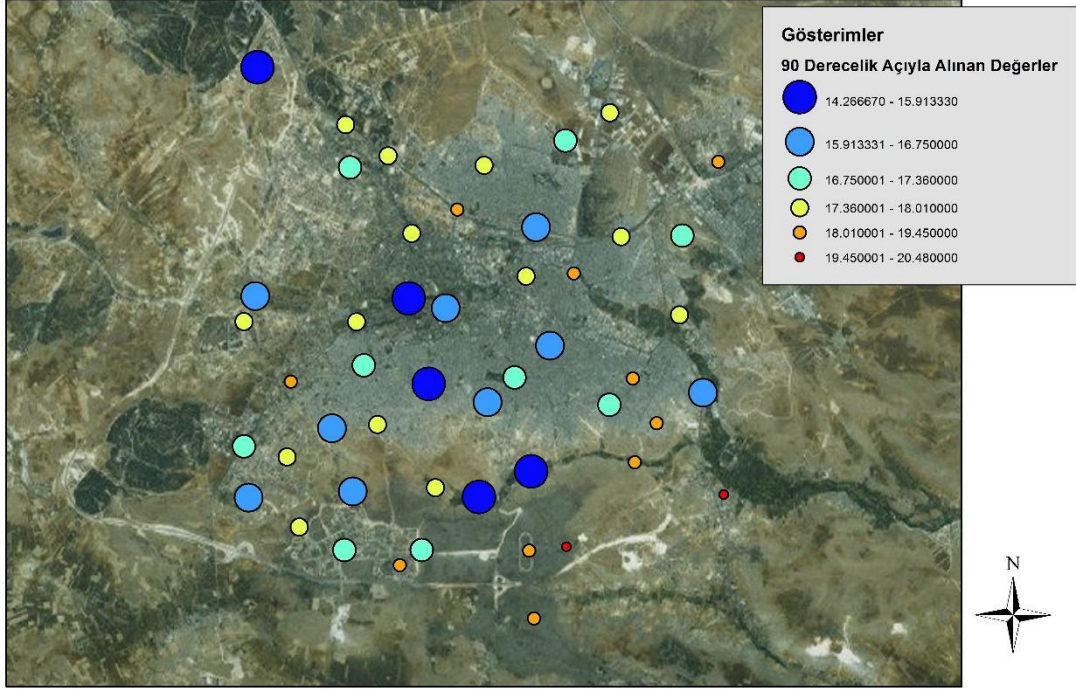 Gösterimler
90 Derecelik Açıyla Alınan Değerler
14.266670 - 15.913330
15.913331 - 16.750000
16.750001 - 17.360000
17.360001 - 18.010000
18.010001 - 19.450000
19.450001 - 20.480000
N